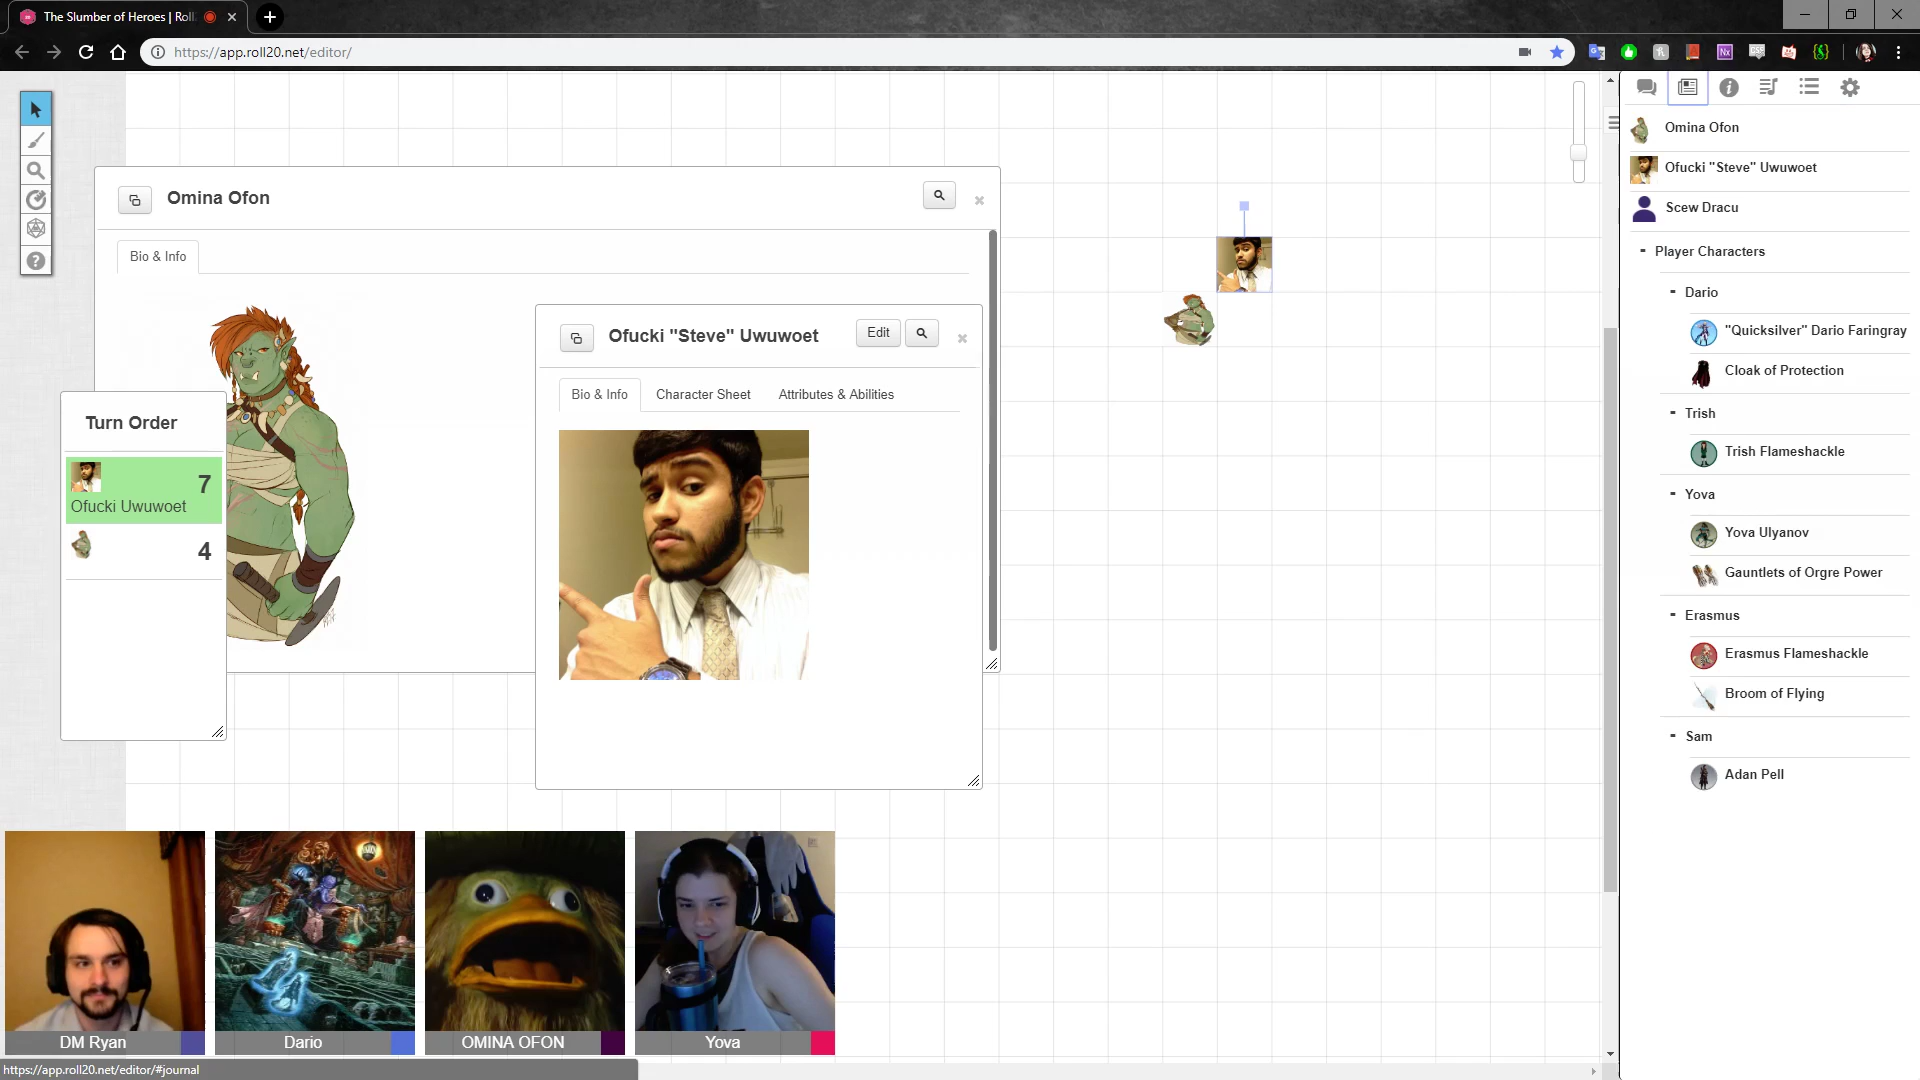 The Slumber of Heroes | Roll
https://app.roll20.net/editor/
Omina Ofon
Bio & Info
Ofucki "Steve" Uwuwoet
Edit
Bio & Info
Character Sheet
Attributes & Abilities
Turn Order
7
Ofucki Uwuwoet
4
DM Ryan
Dario
OMINA OFON
Yova
https://app.roll20.net/editor/#journal
Omina Ofon
Ofucki "Steve" Uwuwoet
Scew Dracu
Player Characters
Dario
"Quicksilver" Dario Faringray
Cloak of Protection
Trish
Trish Flameshackle
Yova
Yova Ulyanov
Gauntlets of Orgre Power
Erasmus
Erasmus Flameshackle
Broom of Flying
Sam
Adan Pell